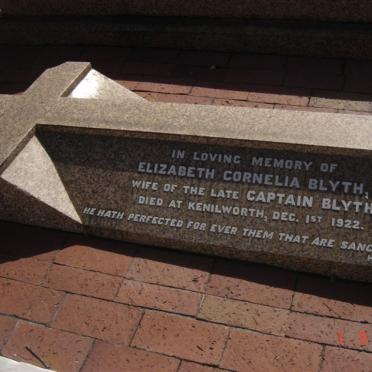 IN LOVING MEMORY OF
ELIZABETH CORNELIA BLYTH,
WIFE OF THE LATE CAPTAIN BLYTH
DIED AT KENILWORTH, DEC. 1ST 1922.
HE HATH PERFECTED FOR EVER THEM THAT ARE SANC